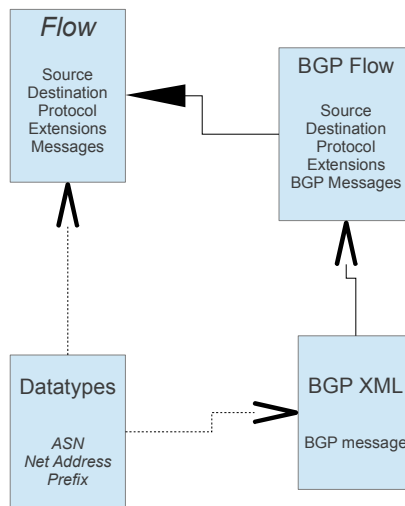 Flow
Source
Destination
Protocol
Extensions
Messages
BGP Flow
Source
Destination
Protocol
Extensions
BGP Messages
Datatypes
ASN
Net Address
Prefix
BGP XML
BGP message